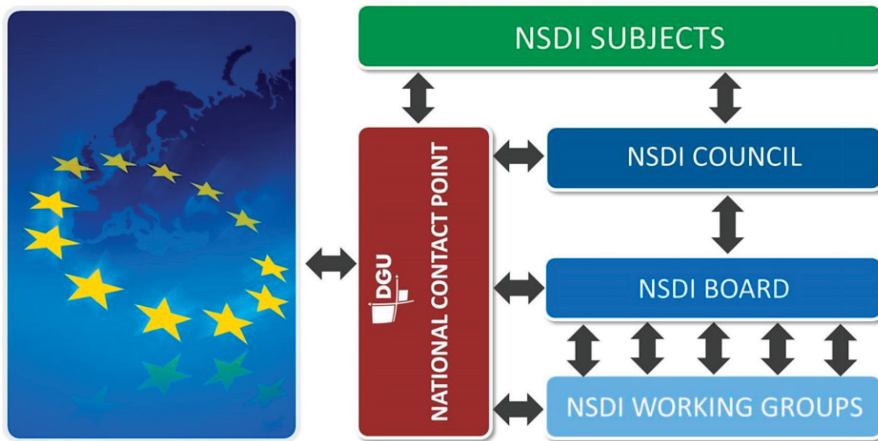 NSDI SUBJECTS
DGU
NATIONAL CONTACT POINT
NSDI COUNCIL
NSDI BOARD
NSDI WORKING GROUPS